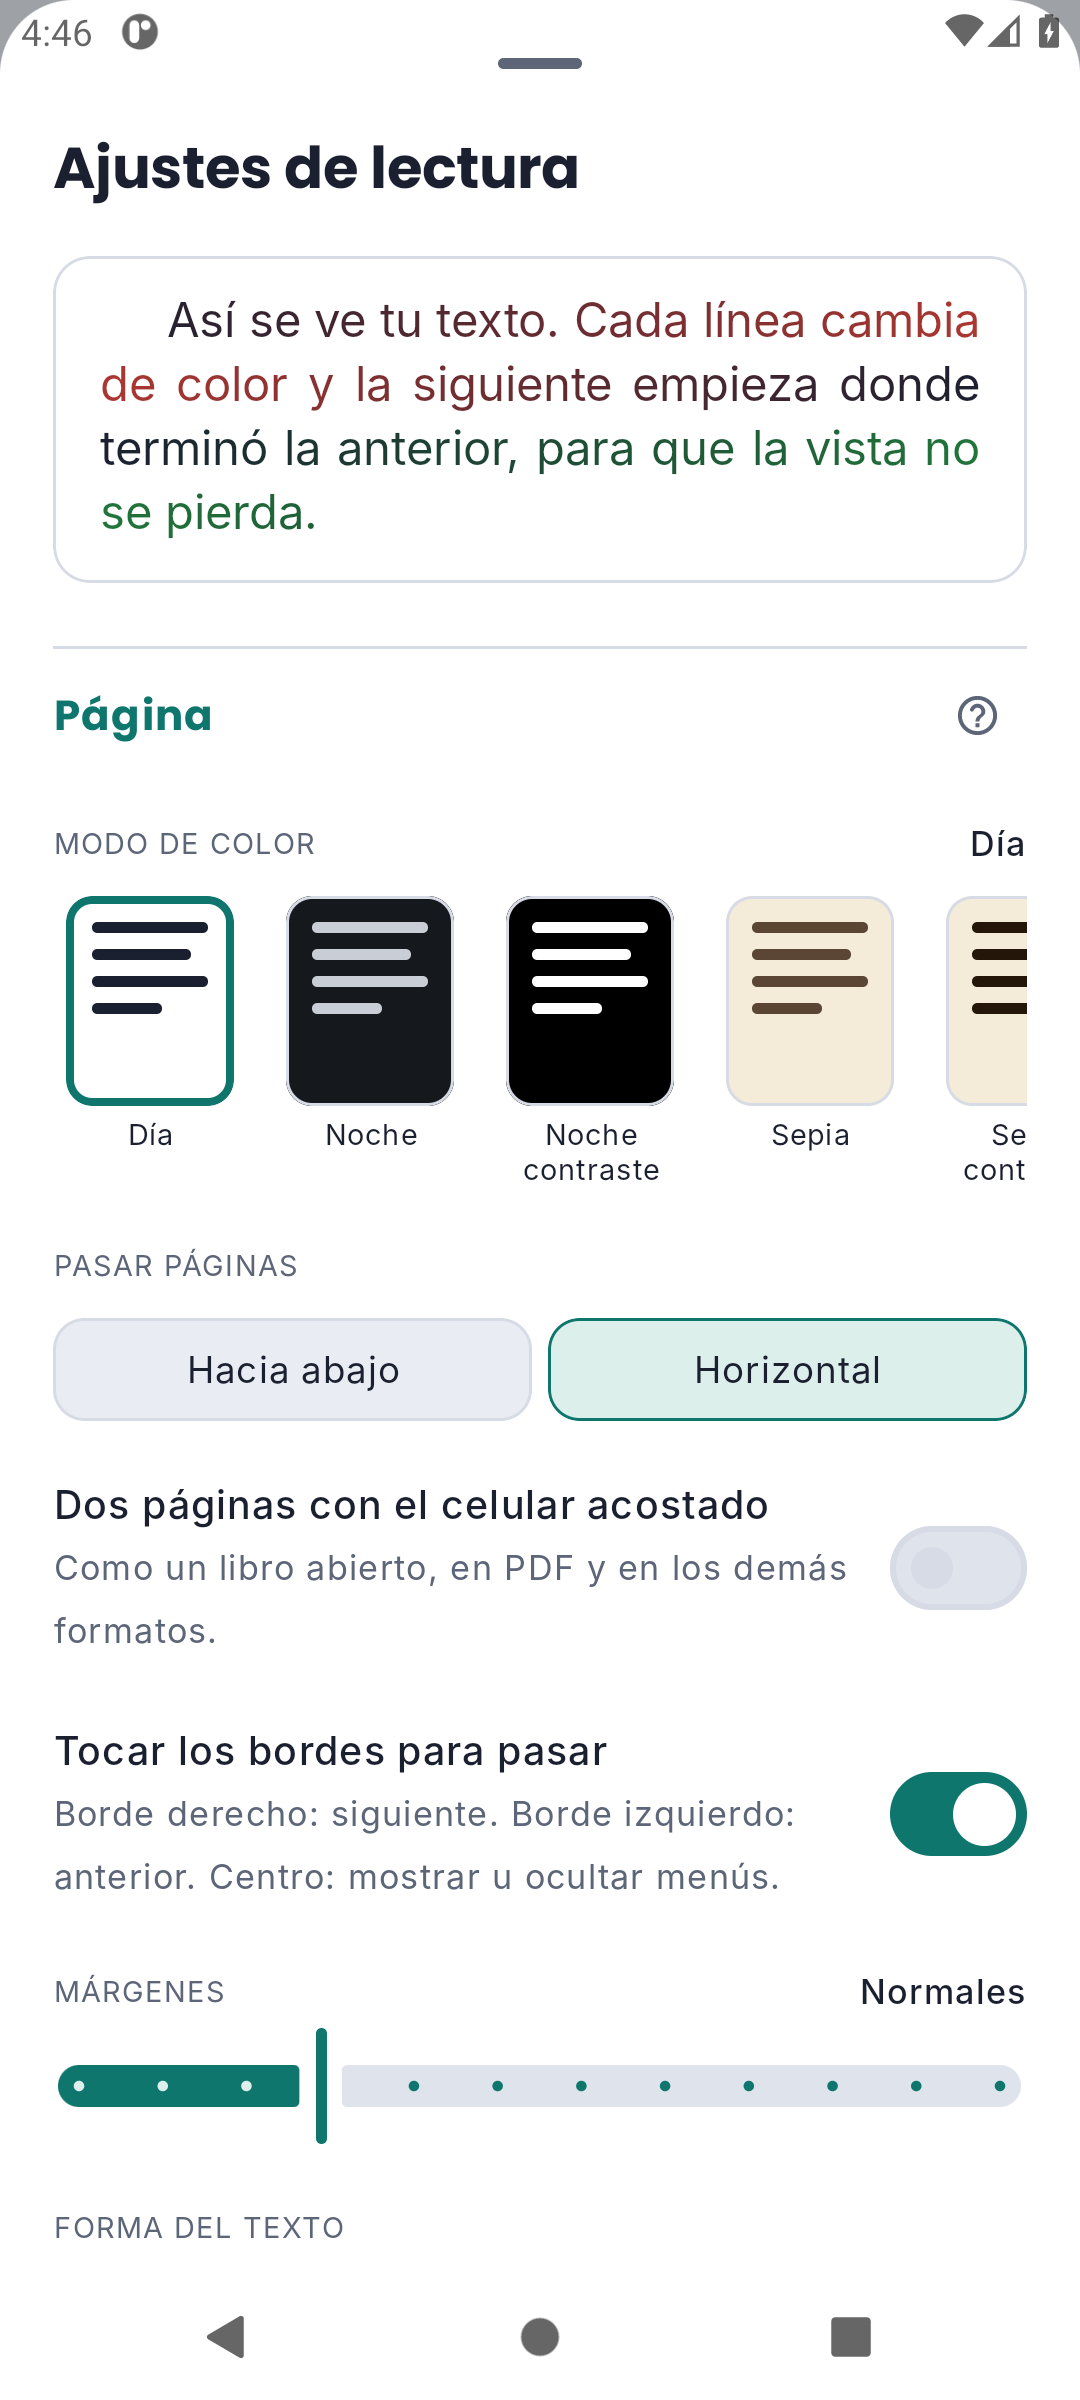 4:46
Ajustes de lectura
Así se ve tu texto. Cada línea cambia
de color y la siguiente empieza donde
terminó la anterior, para que la vista no
se pierda.
Página
MODO DE COLOR
Día
Día
Noche
Noche
contraste
Sepia
Se
cont
PASAR PÁGINAS
Hacia abajo
Horizontal
Dos páginas con el celular acostado
Como un libro abierto, en PDF y en los demás
formatos.
Tocar los bordes para pasar
Borde derecho: siguiente. Borde izquierdo:
anterior. Centro: mostrar u ocultar menús.
MÁRGENES
Normales
FORMA DEL TEXTO